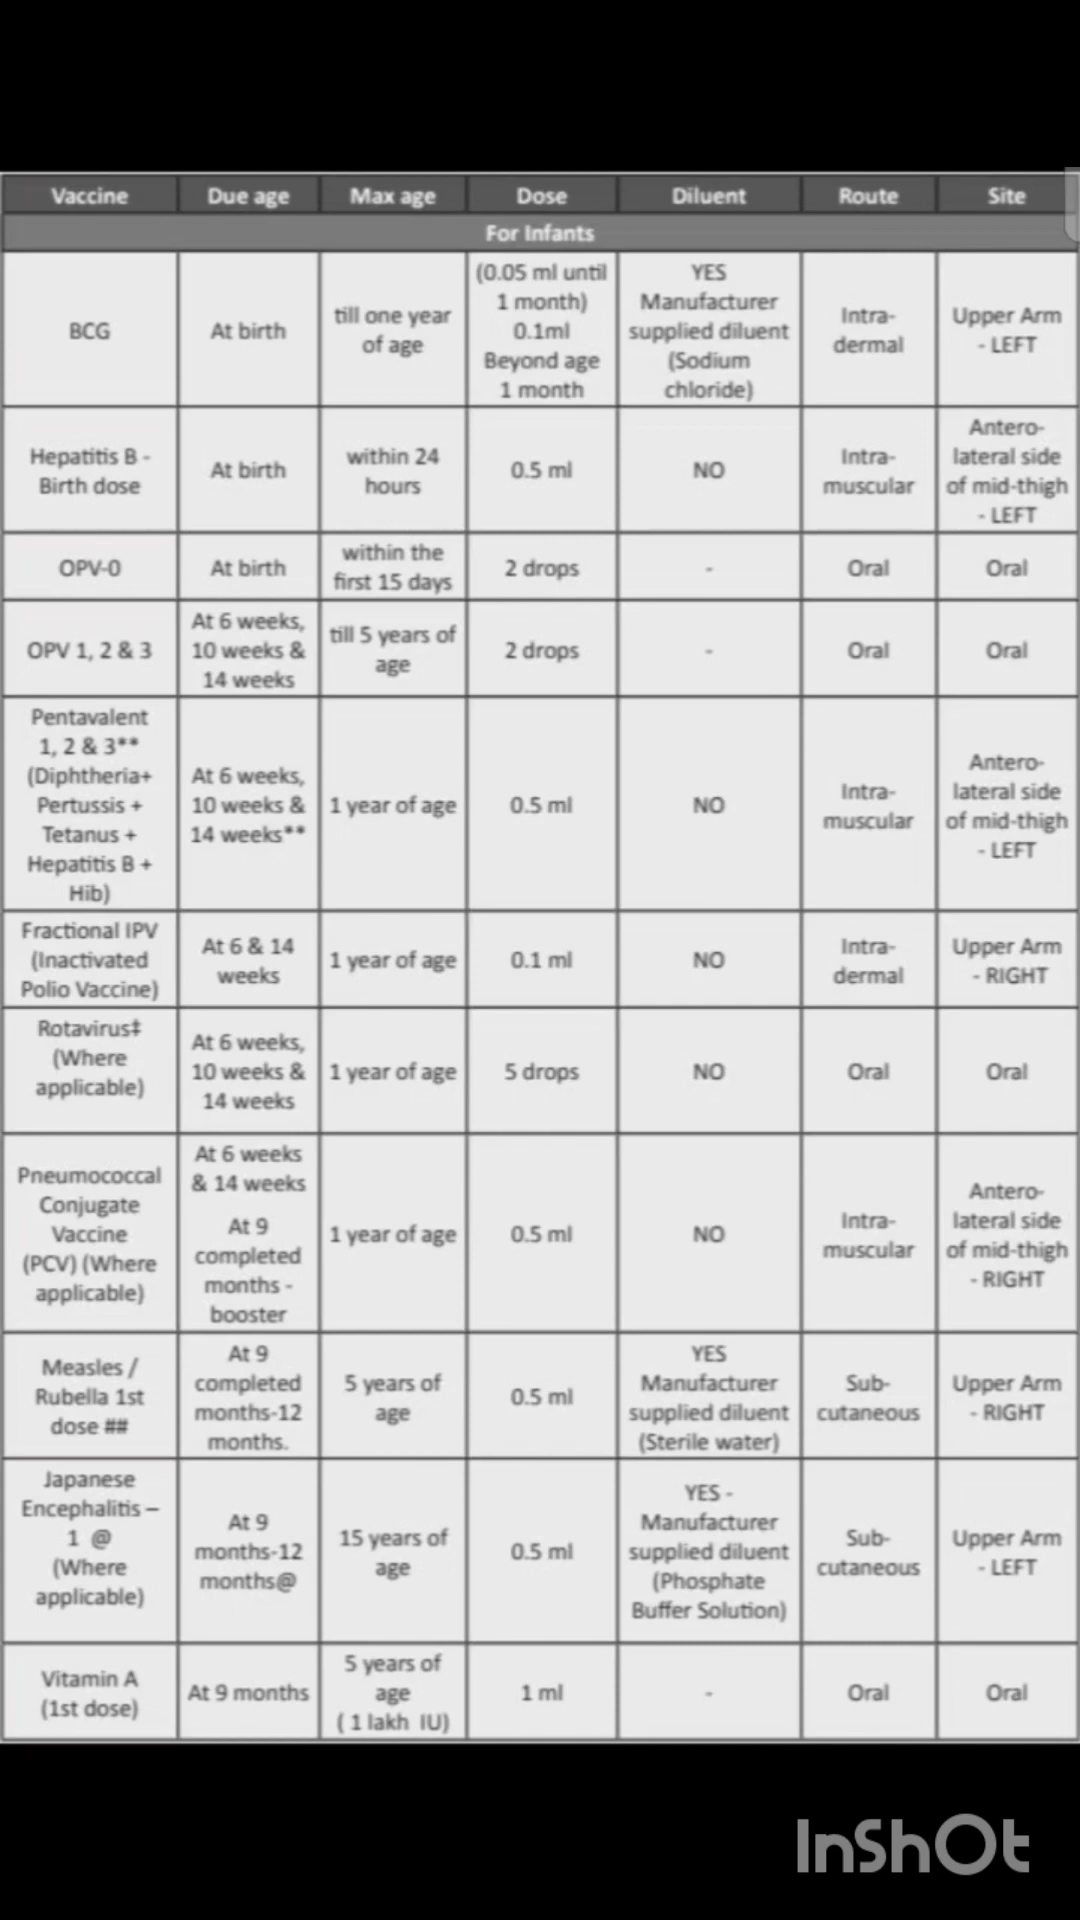 Vaccine Due age Max age Dose Diluent Route Site
For Infants
BCG
At birth
till one year
of age
(0.05 ml until
1 month)
0.1ml
Beyond age
1 month
YES
Manufacturer
supplied diluent
(Sodium
chloride)
Intra-
dermal
Upper Arm
- LEFT
Hepatitis B -
Birth dose
At birth
within 24
hours
0.5 ml
NO
Intra-
muscular
Antero-
lateral side
of mid-thigh
- LEFT
OPV-0
At birth
within the
first 15 days
2 drops
-
Oral
Oral
OPV 1, 2 & 3
At 6 weeks,
10 weeks &
14 weeks
till 5 years of
age
2 drops
-
Oral
Oral
Pentavalent
1, 2 & 3**
(Diphtheria+
Pertussis +
Tetanus +
Hepatitis B +
Hib)
At 6 weeks,
10 weeks &
14 weeks**
1 year of age
0.5 ml
NO
Intra-
muscular
Antero-
lateral side
of mid-thigh
- LEFT
Fractional IPV
(Inactivated
Polio Vaccine)
At 6 & 14
weeks
1 year of age
0.1 ml
NO
Intra-
dermal
Upper Arm
- RIGHT
Rotavirus‡
(Where
applicable)
At 6 weeks,
10 weeks &
14 weeks
1 year of age
5 drops
NO
Oral
Oral
Pneumococcal
Conjugate
Vaccine
(PCV) (Where
applicable)
At 6 weeks
& 14 weeks
At 9
completed
months -
booster
1 year of age
0.5 ml
NO
Intra-
muscular
Antero-
lateral side
of mid-thigh
- RIGHT
Measles /
Rubella 1st
dose ##
At 9
completed
months-12
months.
5 years of
age
0.5 ml
YES
Manufacturer
supplied diluent
(Sterile water)
Sub-
cutaneous
Upper Arm
- RIGHT
Japanese
Encephalitis –
1 @
(Where
applicable)
At 9
months-12
months@
15 years of
age
0.5 ml
YES -
Manufacturer
supplied diluent
(Phosphate
Buffer Solution)
Sub-
cutaneous
Upper Arm
- LEFT
Vitamin A
(1st dose)
At 9 months
5 years of
age
( 1 lakh IU)
1 ml
-
Oral
Oral
InShOt